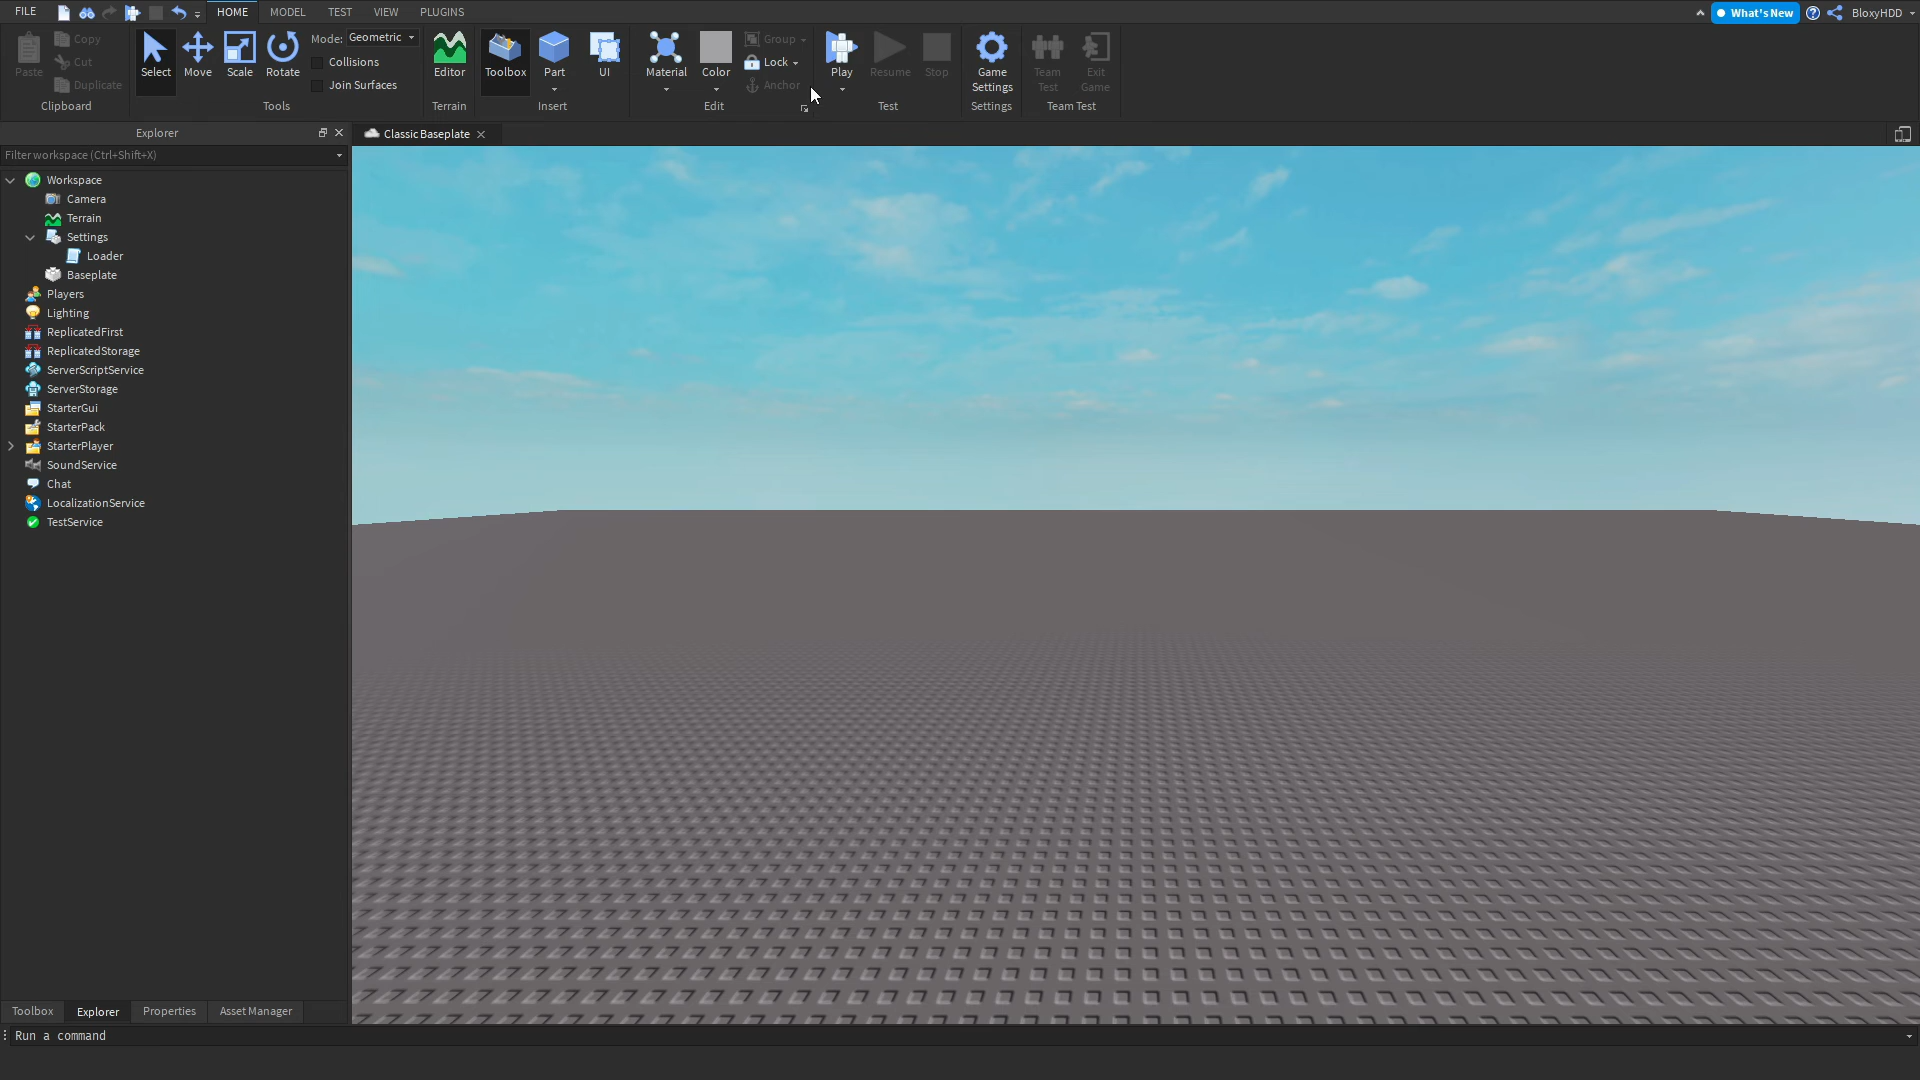 FILE HOME MODEL TEST VIEW PLUGINS What's New BloxyHDD
Paste Copy Cut Duplicate
Clipboard
Select Move Scale Rotate
Mode: Geometric
Collisions
Join Surfaces
Tools
Editor
Terrain
Toolbox Part UI
Insert
Material Color Group Lock Anchor
Edit
Play Resume Stop
Test
Game Settings
Settings
Team Test Exit Game
Team Test
Explorer
Filter workspace (Ctrl+Shift+X)
Classic Baseplate
Workspace
Camera
Terrain
Settings
Loader
Baseplate
Players
Lighting
ReplicatedFirst
ReplicatedStorage
ServerScriptService
ServerStorage
StarterGui
StarterPack
StarterPlayer
SoundService
Chat
LocalizationService
TestService
Toolbox Explorer Properties Asset Manager
Run a command